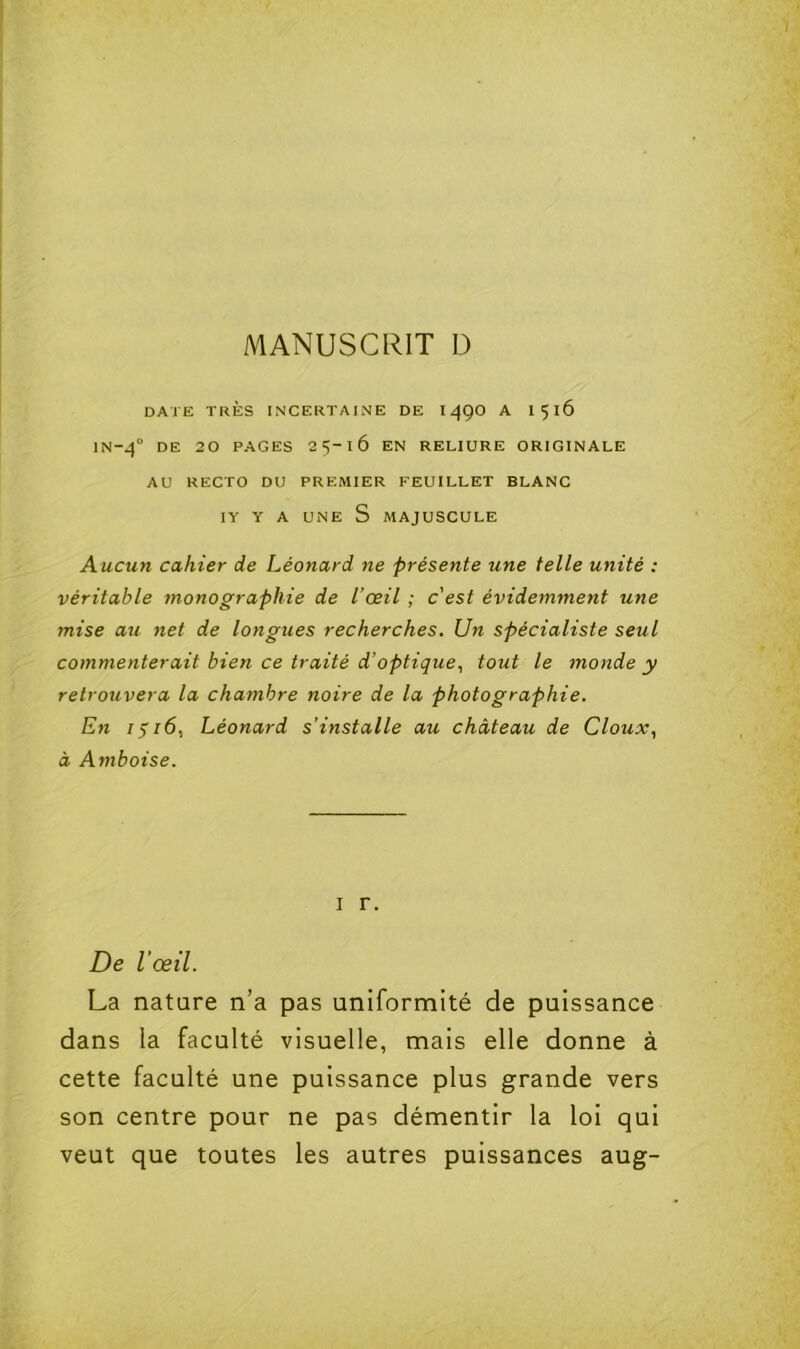 MANUSCRIT D
DATE TRÈS INCERTAINE DE 1490 A 1516
IN-4° DE 20 PAGES 25-16 EN RELIURE ORIGINALE
AU RECTO DU PREMIER FEUILLET BLANC
IY Y A UNE S MAJUSCULE
Aucun cahier de Léonard ne présente une telle unité :
véritable monographie de l'œil ; c'est évidemment une
mise au net de longues recherches. Un spécialiste seul
commenterait bien ce traité d'optique, tout le monde y
retrouvera la chambre noire de la photographie.
En 1516, Léonard s'installe au château de Cloux,
à Amboise.
I r.
De l'œil.
La nature n'a pas uniformité de puissance
dans la faculté visuelle, mais elle donne à
cette faculté une puissance plus grande vers
son centre pour ne pas démentir la loi qui
veut que toutes les autres puissances aug-